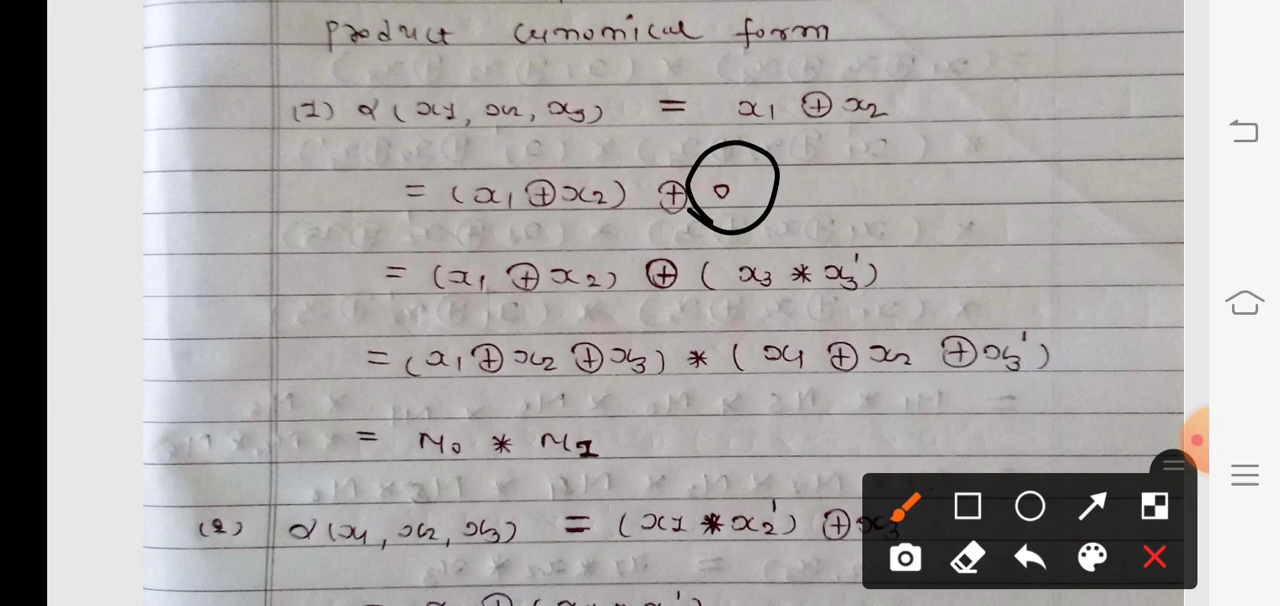 product cunonical form
(1) α(x1, x2, x3) = x1 ⊕ x2
= (x1 ⊕ x2) ⊕ 0
= (x1 ⊕ x2) ⊕ ( x3 * x3' )
= (x1 ⊕ x2 ⊕ x3) * ( x1 ⊕ x2 ⊕ x3' )
= M0 * M1
(2) α(x1, x2, x3) = (x1 * x2') ⊕ x3